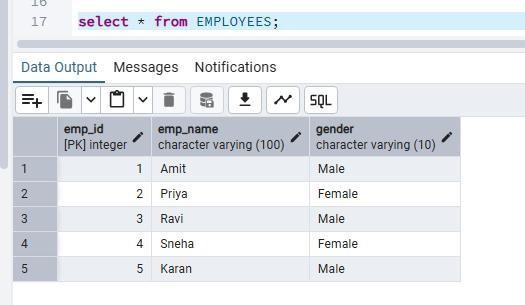 16
17 select * from EMPLOYEES;
Data Output Messages Notifications
SQL
emp_id emp_name gender
[PK] integer character varying (100) character varying (10)
1 1 Amit Male
2 2 Priya Female
3 3 Ravi Male
4 4 Sneha Female
5 5 Karan Male